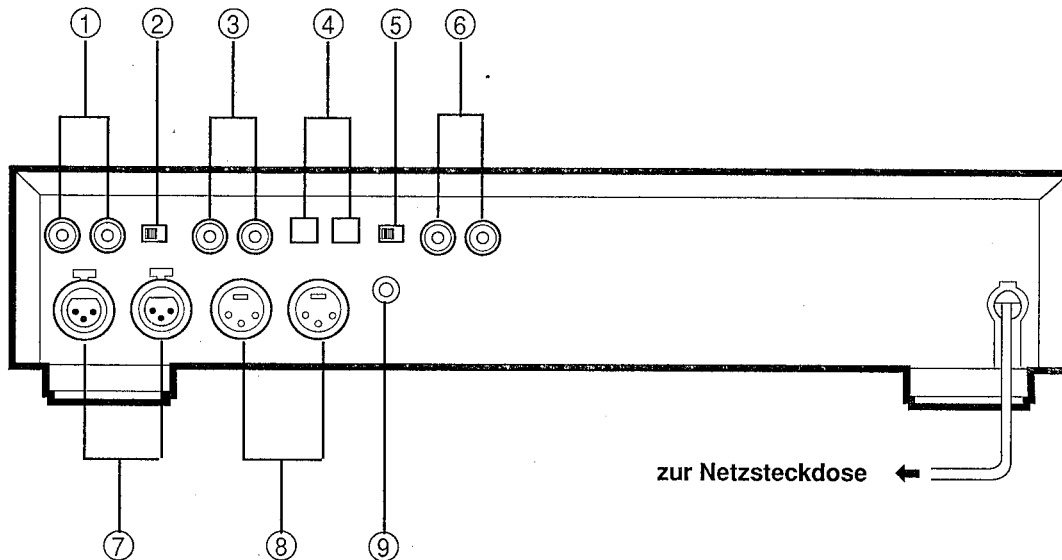 ① ② ③ ④ ⑤ ⑥
zur Netzsteckdose
⑦ ⑧ ⑨